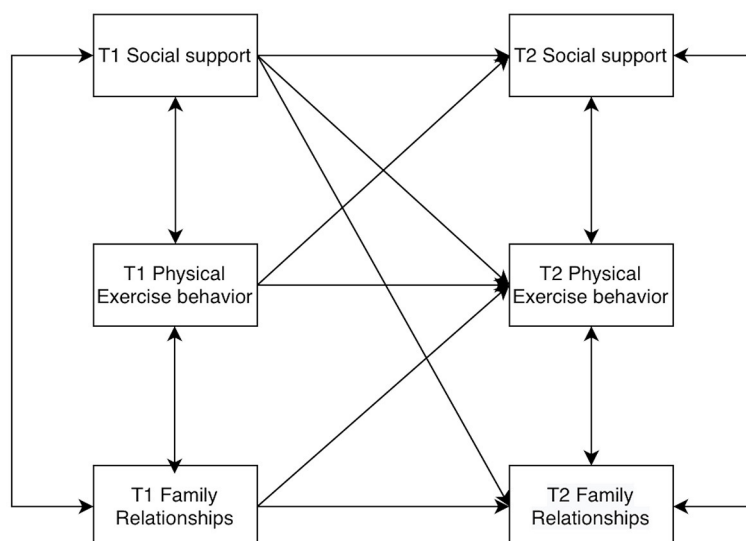 T1 Social support
T2 Social support
T1 Physical
Exercise behavior
T2 Physical
Exercise behavior
T1 Family
Relationships
T2 Family
Relationships